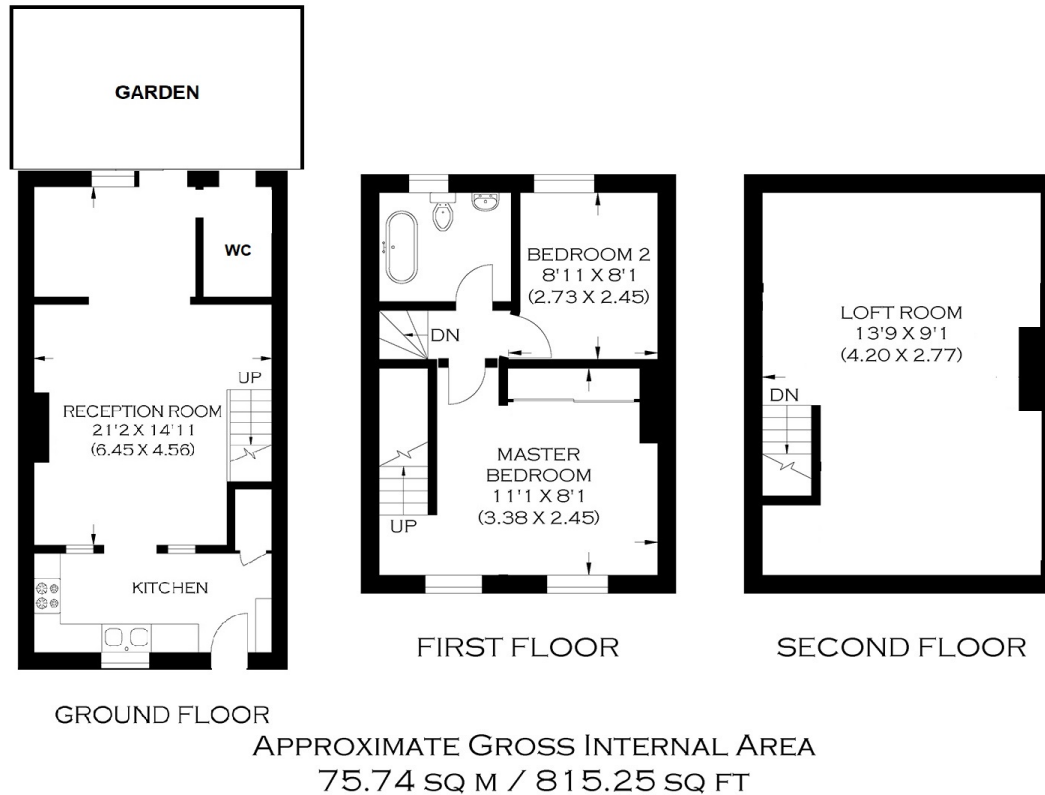 GARDEN
WC
UP
RECEPTION ROOM
21'2 X 14'11
(6.45 X 4.56)
KITCHEN
GROUND FLOOR
BEDROOM 2
8'11 X 8'1
(2.73 X 2.45)
DN
MASTER
BEDROOM
11'1 X 8'1
(3.38 X 2.45)
UP
FIRST FLOOR
LOFT ROOM
13'9 X 9'1
(4.20 X 2.77)
DN
SECOND FLOOR
APPROXIMATE GROSS INTERNAL AREA
75.74 SQ M / 815.25 SQ FT